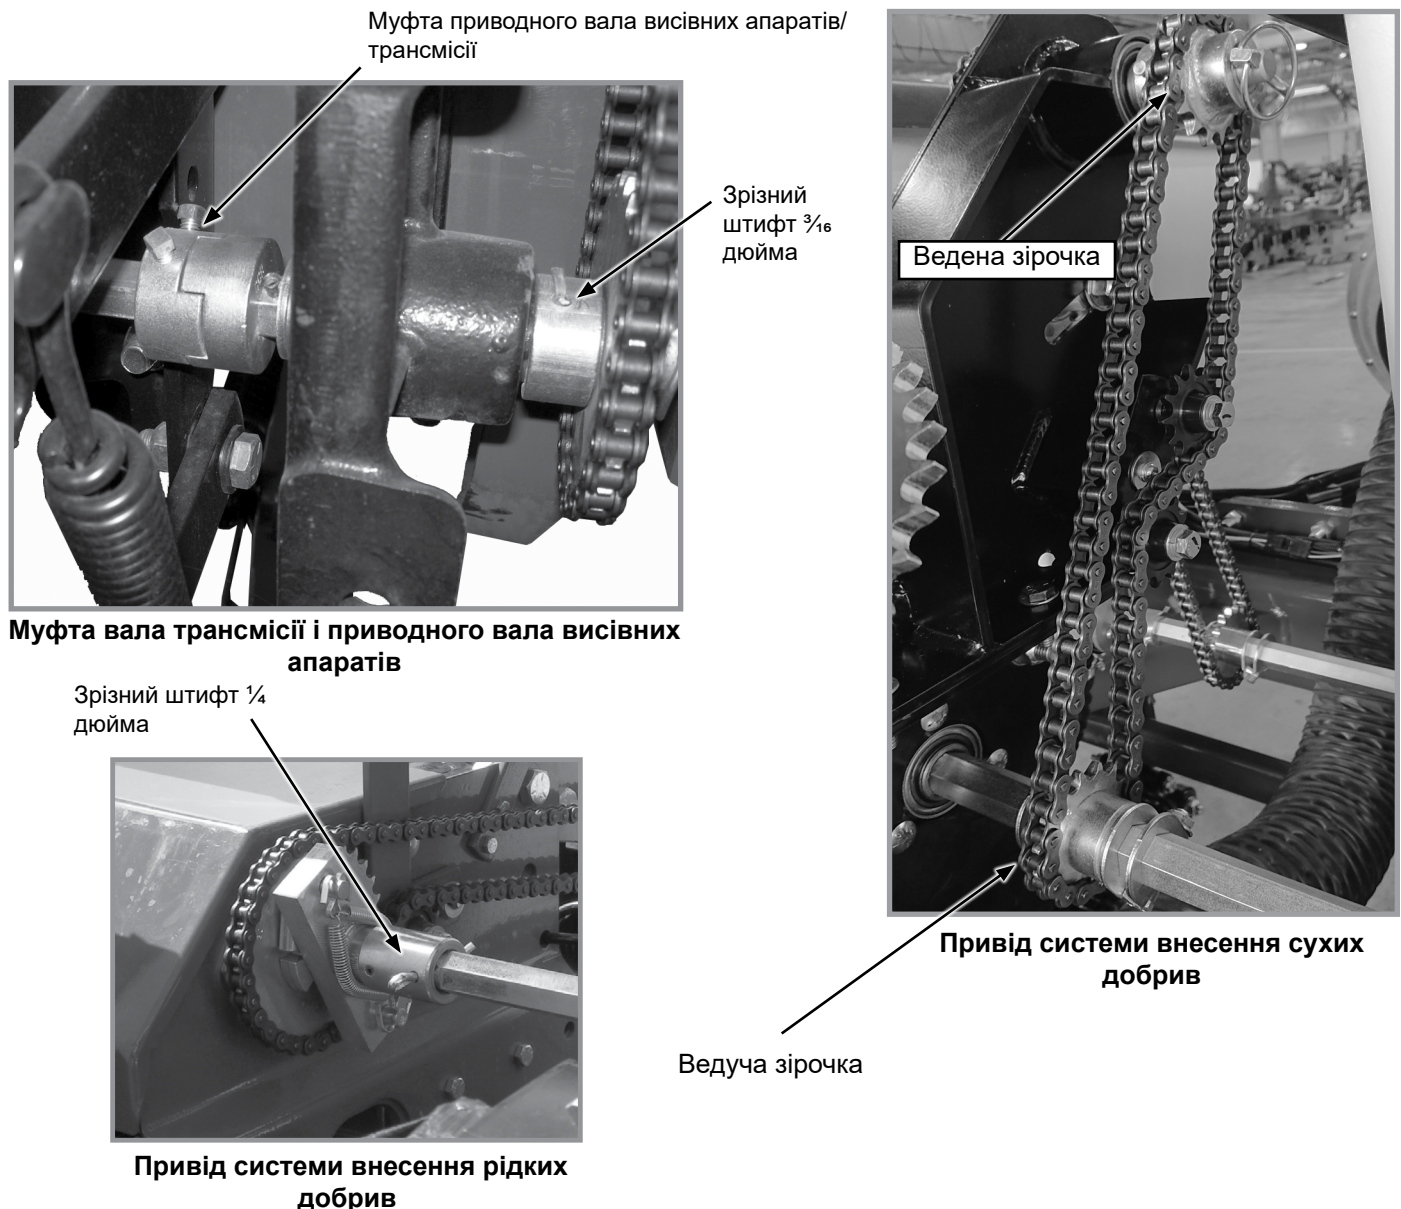 Муфта приводного вала висівних апаратів/
трансмісії
Зрізний
штифт ³⁄₁₆
дюйма
Муфта вала трансмісії і приводного вала висівних
апаратів
Зрізний штифт ¼
дюйма
Привід системи внесення рідких
добрив
Ведена зірочка
Привід системи внесення сухих
добрив
Ведуча зірочка